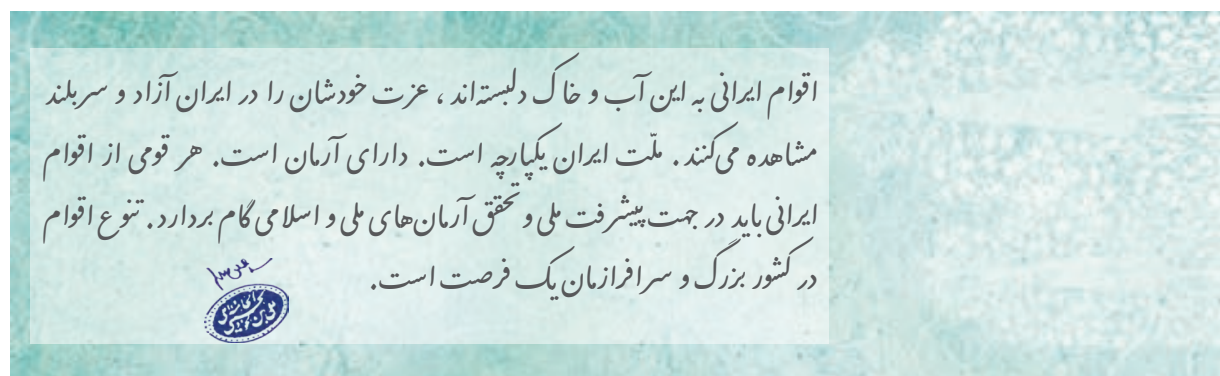 اقوام ایرانی به این آب و خاک دلبسته‌اند ، عزت خودشان را در ایران آزاد و سربلند
مشاهده می‌کنند . ملّت ایران یکپارچه است. دارای آرمان است. هر قومی از اقوام
ایرانی باید در جهت پیشرفت ملی و تحقق آرمان‌های ملی و اسلامی گام بردارد. تنوع اقوام
در کشور بزرگ و سرافرازمان یک فرصت است.